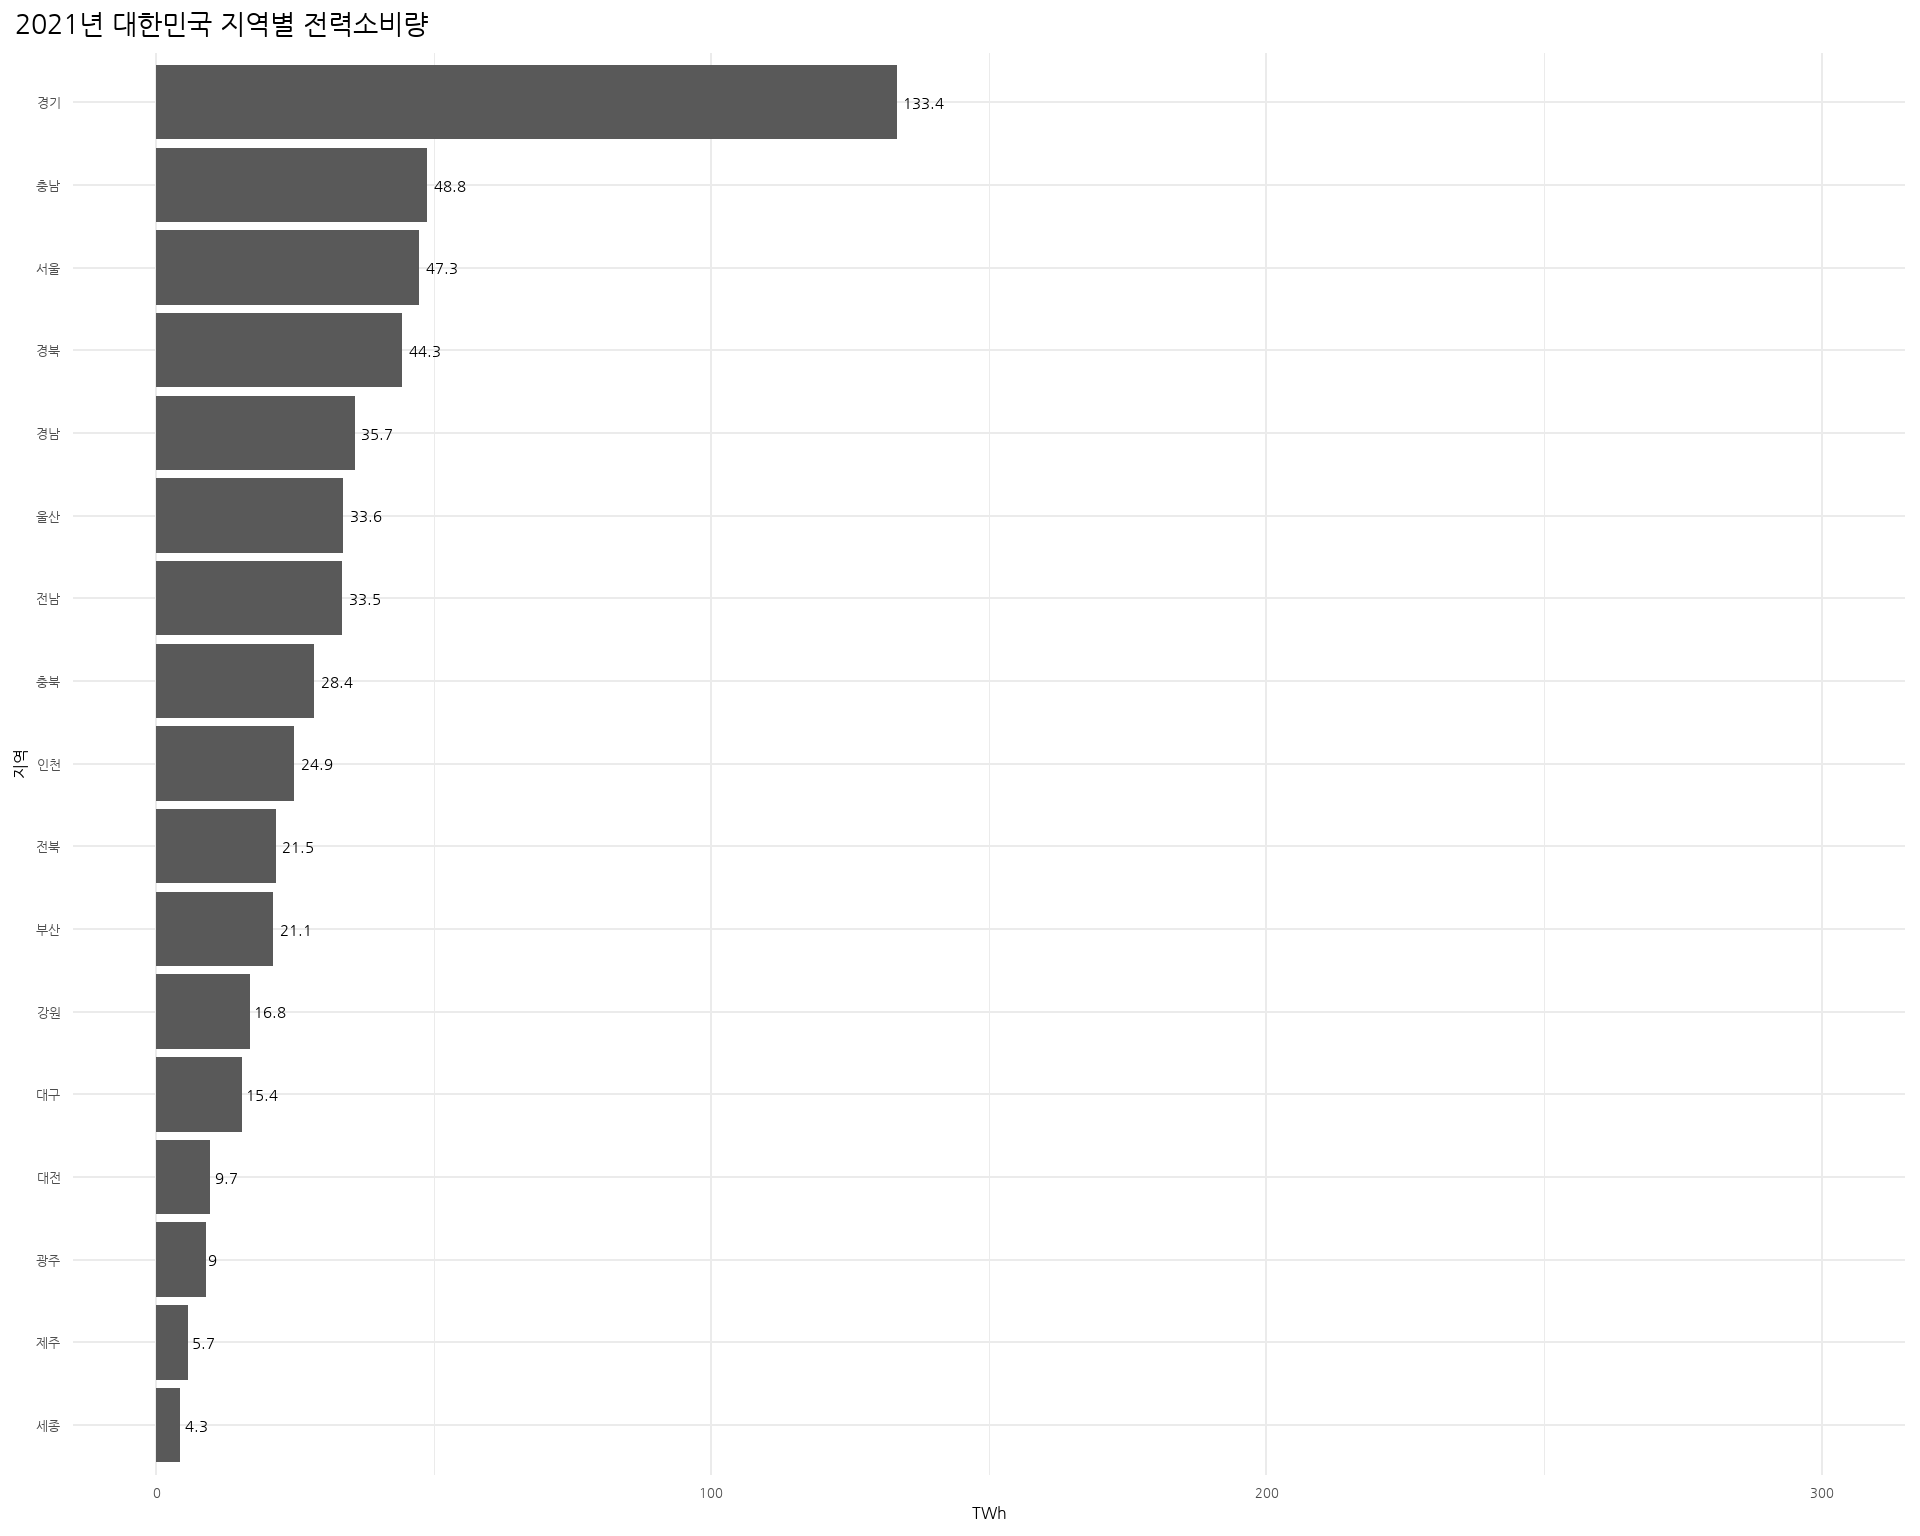 2021년 대한민국 지역별 전력소비량
경기 133.4
충남 48.8
서울 47.3
경북 44.3
경남 35.7
울산 33.6
전남 33.5
충북 28.4
지역
인천 24.9
전북 21.5
부산 21.1
강원 16.8
대구 15.4
대전 9.7
광주 9
제주 5.7
세종 4.3
0 100 200 300
TWh